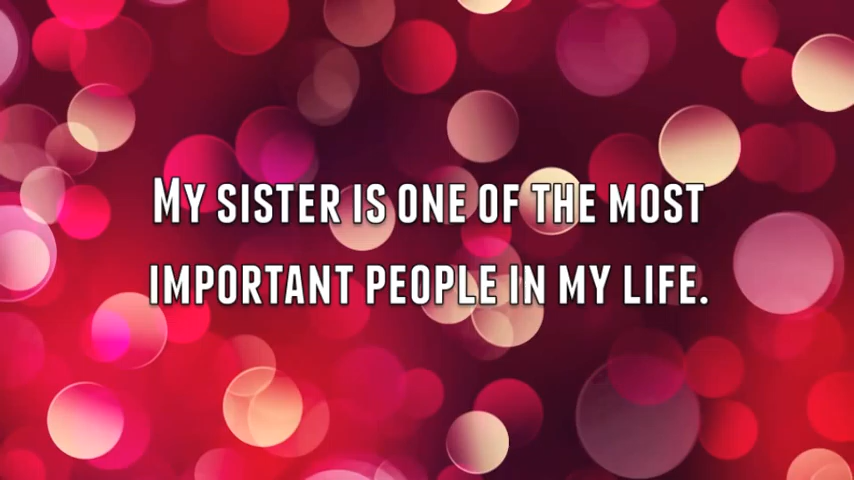 My sister is one of the most
important people in my life.